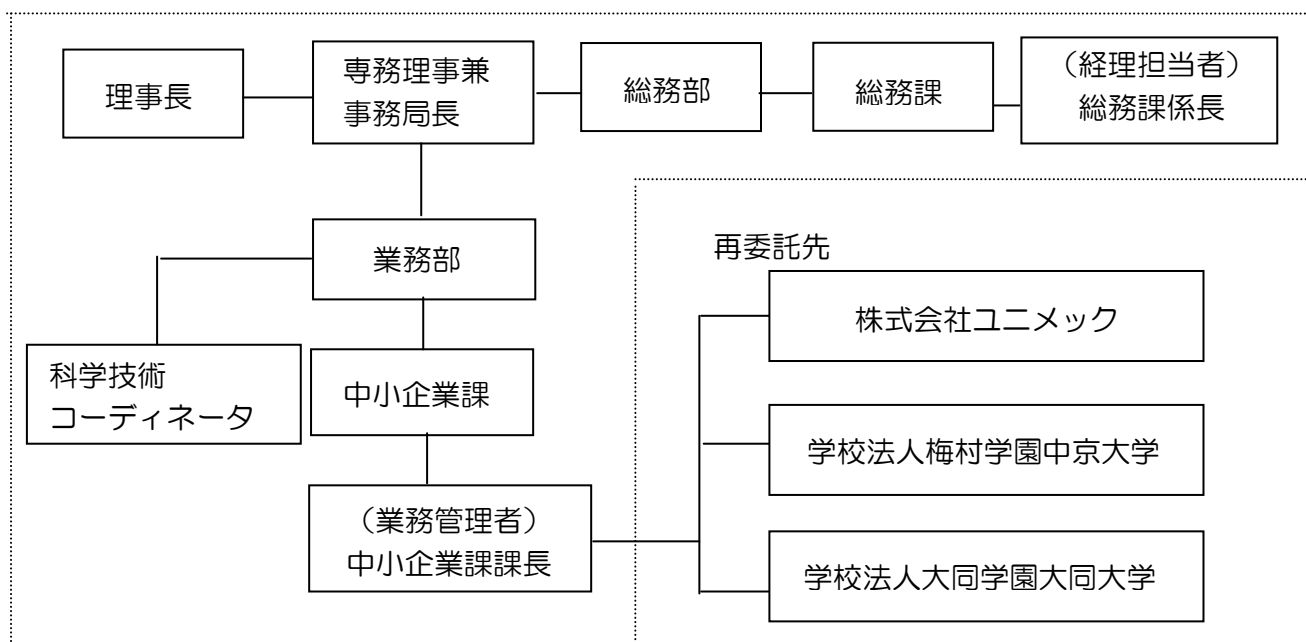 理事長
専務理事兼
事務局長
総務部
総務課
（経理担当者）
総務課係長
業務部
科学技術
コーディネータ
中小企業課
（業務管理者）
中小企業課課長
再委託先
株式会社ユニメック
学校法人梅村学園中京大学
学校法人大同学園大同大学